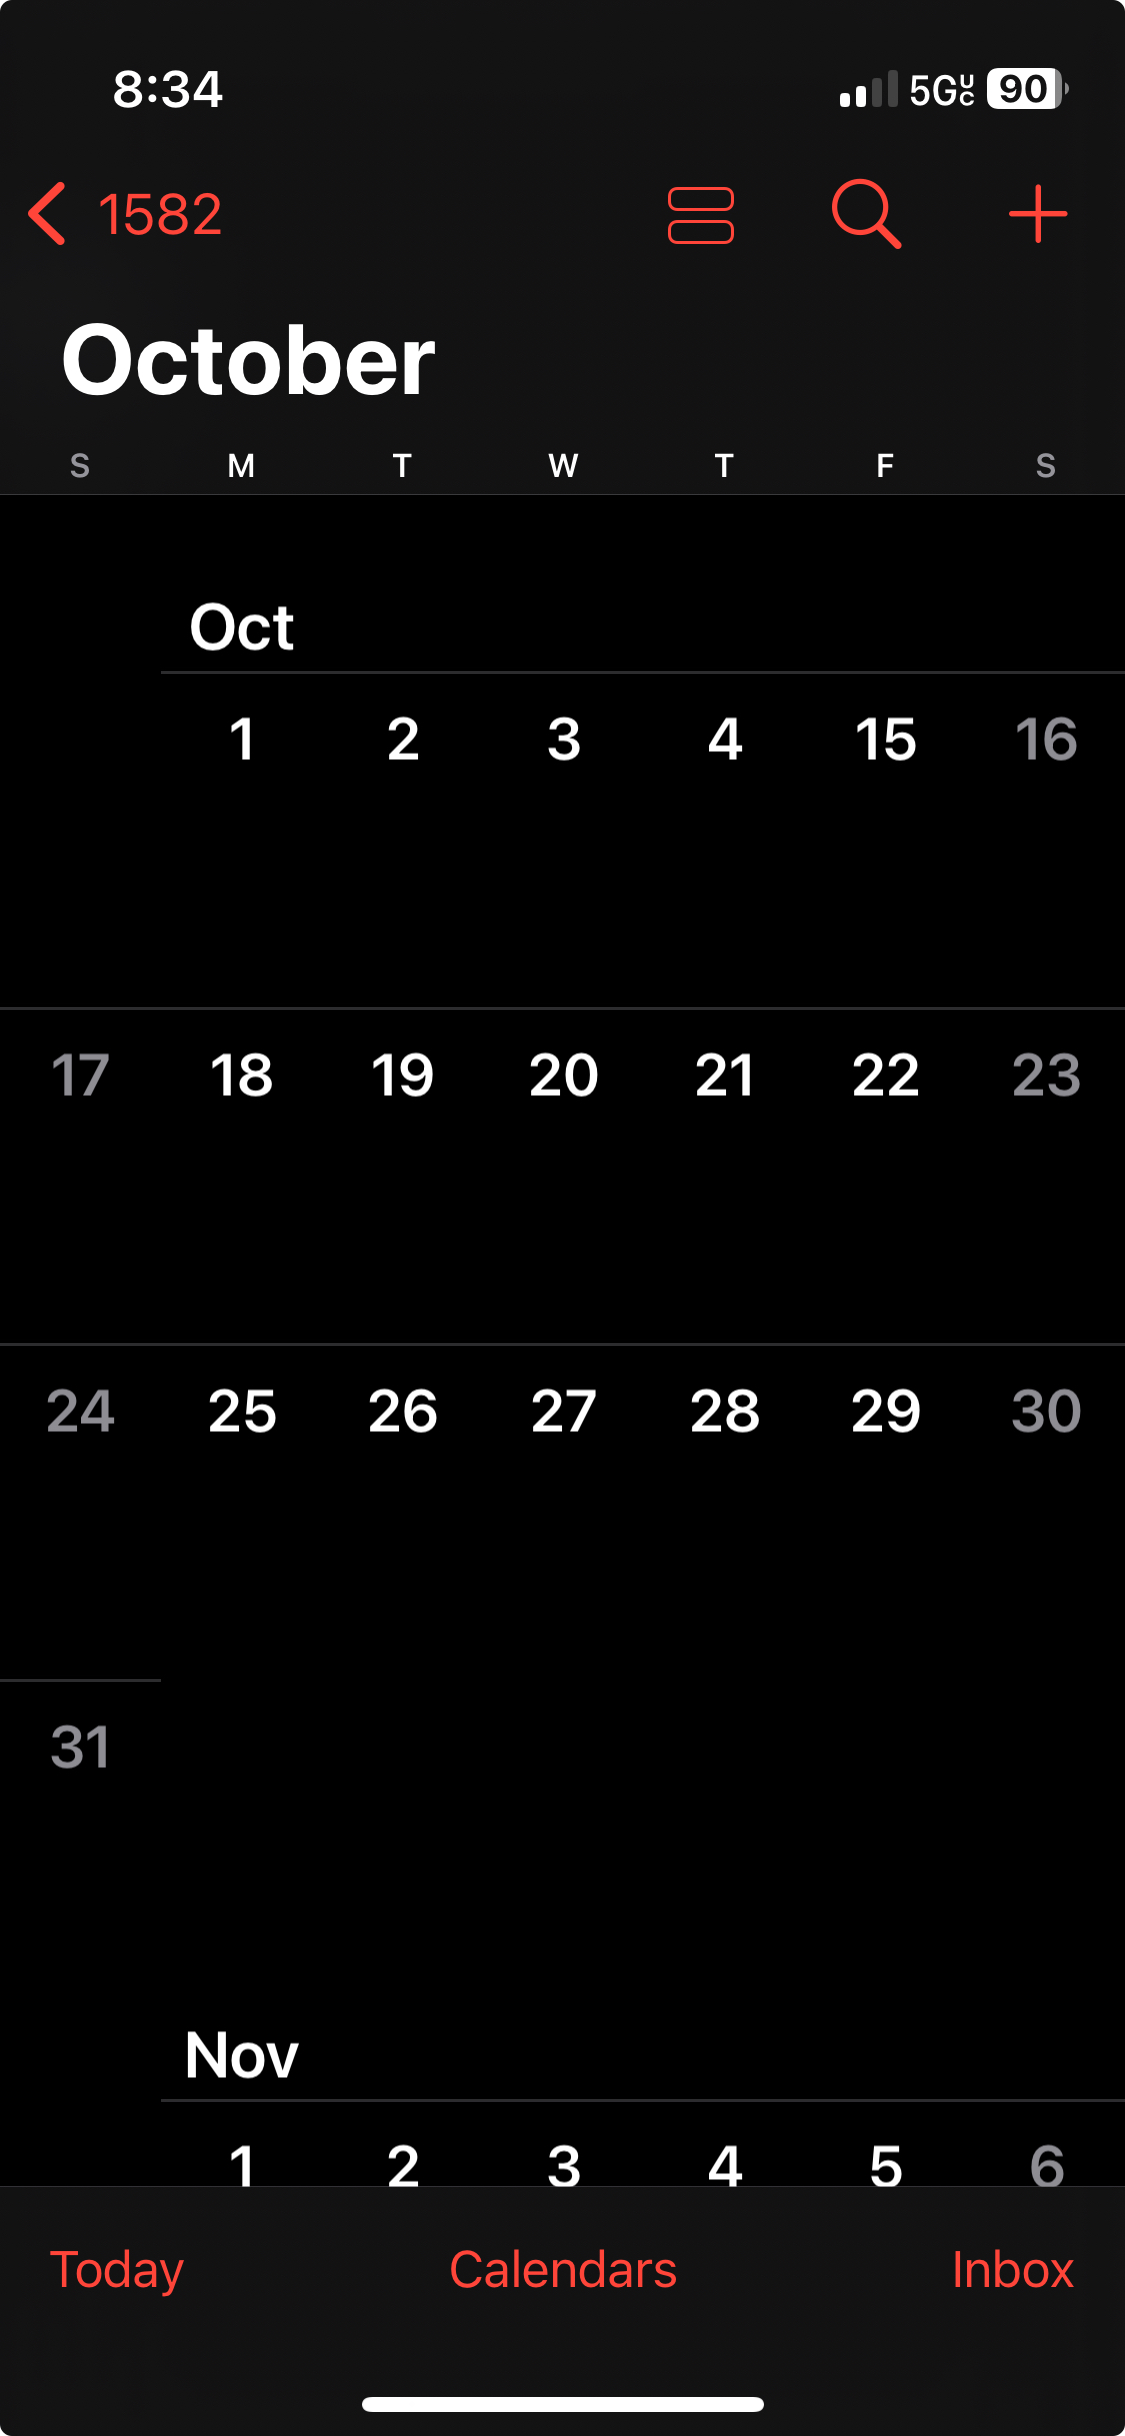 8:34 5G UC 90
1582
October
S M T W T F S
Oct
1 2 3 4 15 16
17 18 19 20 21 22 23
24 25 26 27 28 29 30
31
Nov
1 2 3 4 5 6
Today Calendars Inbox